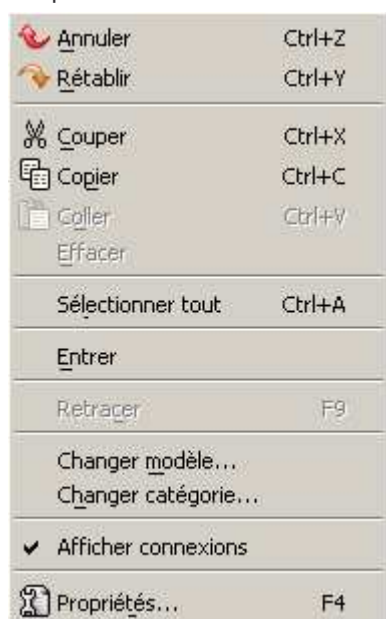 Annuler Ctrl+Z
Rétablir Ctrl+Y
Couper Ctrl+X
Copier Ctrl+C
Coller Ctrl+V
Effacer
Sélectionner tout Ctrl+A
Entrer
Retracer F9
Changer modèle...
Changer catégorie...
Afficher connexions
Propriétés... F4